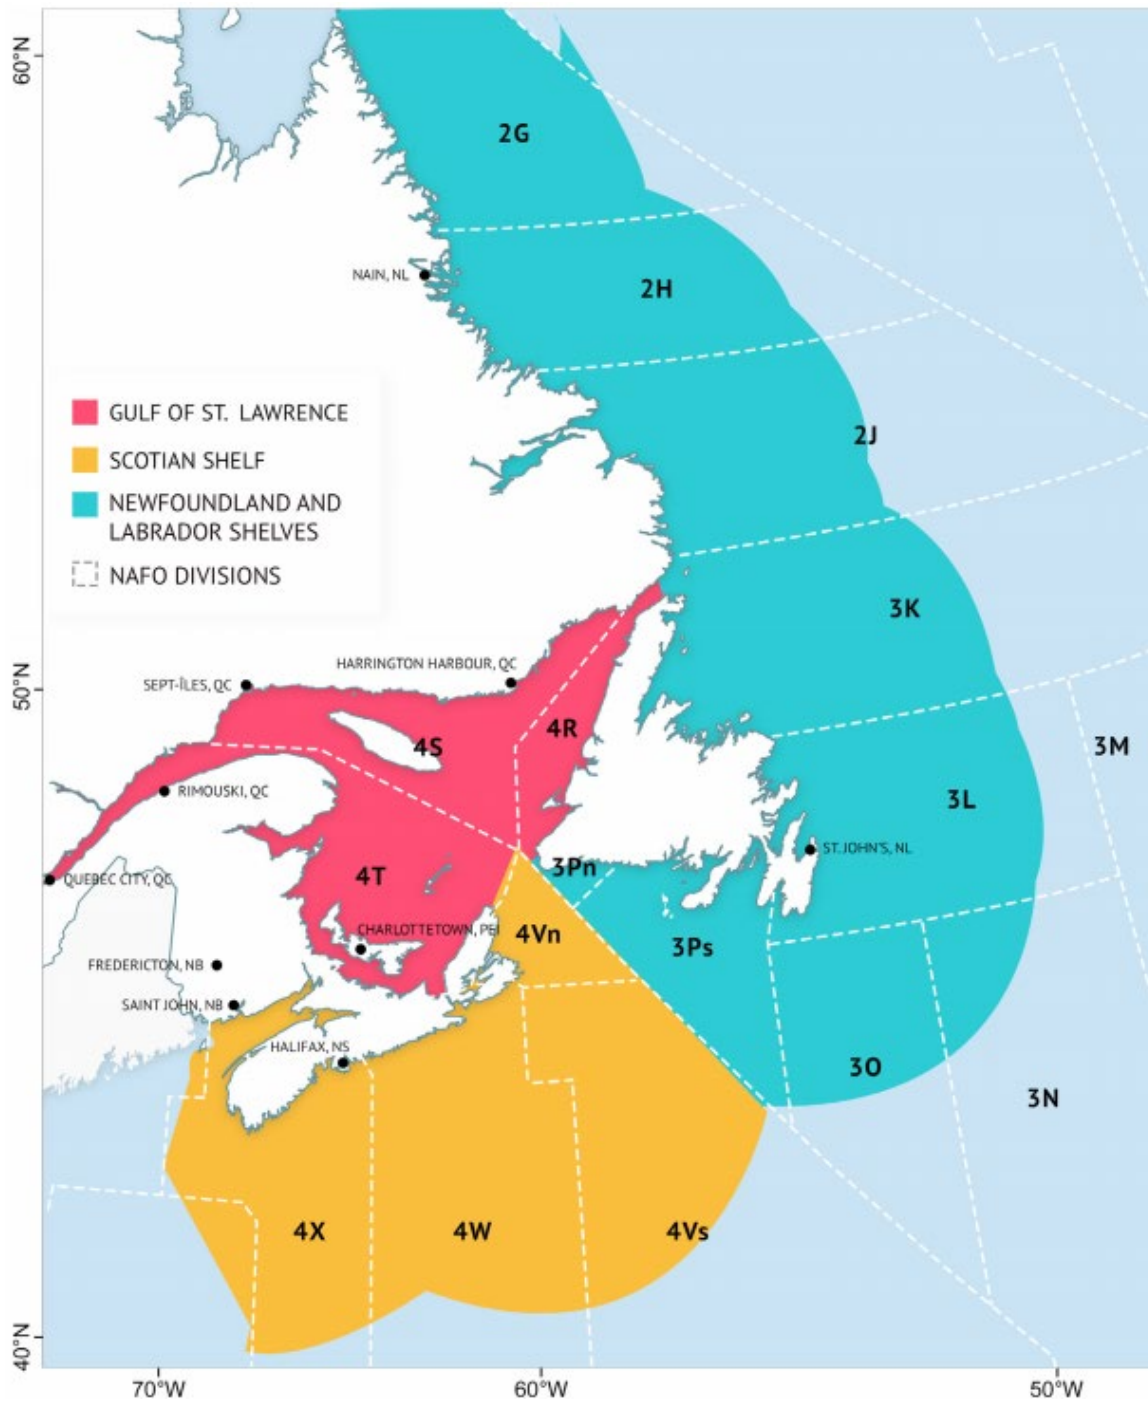 60°N
2G
NAIN, NL
2H
GULF OF ST. LAWRENCE
SCOTIAN SHELF
NEWFOUNDLAND AND
LABRADOR SHELVES
NAFO DIVISIONS
2J
3K
HARRINGTON HARBOUR, QC
SEPT-ÎLES, QC
50°N
4R
4S
3M
RIMOUSKI, QC
3L
ST. JOHN'S, NL
3Pn
4T
QUEBEC CITY, QC
CHARLOTTETOWN, PEI
4Vn
3Ps
FREDERICTON, NB
SAINT JOHN, NB
HALIFAX, NS
3O
3N
4X
4W
4Vs
40°N
70°W
60°W
50°W